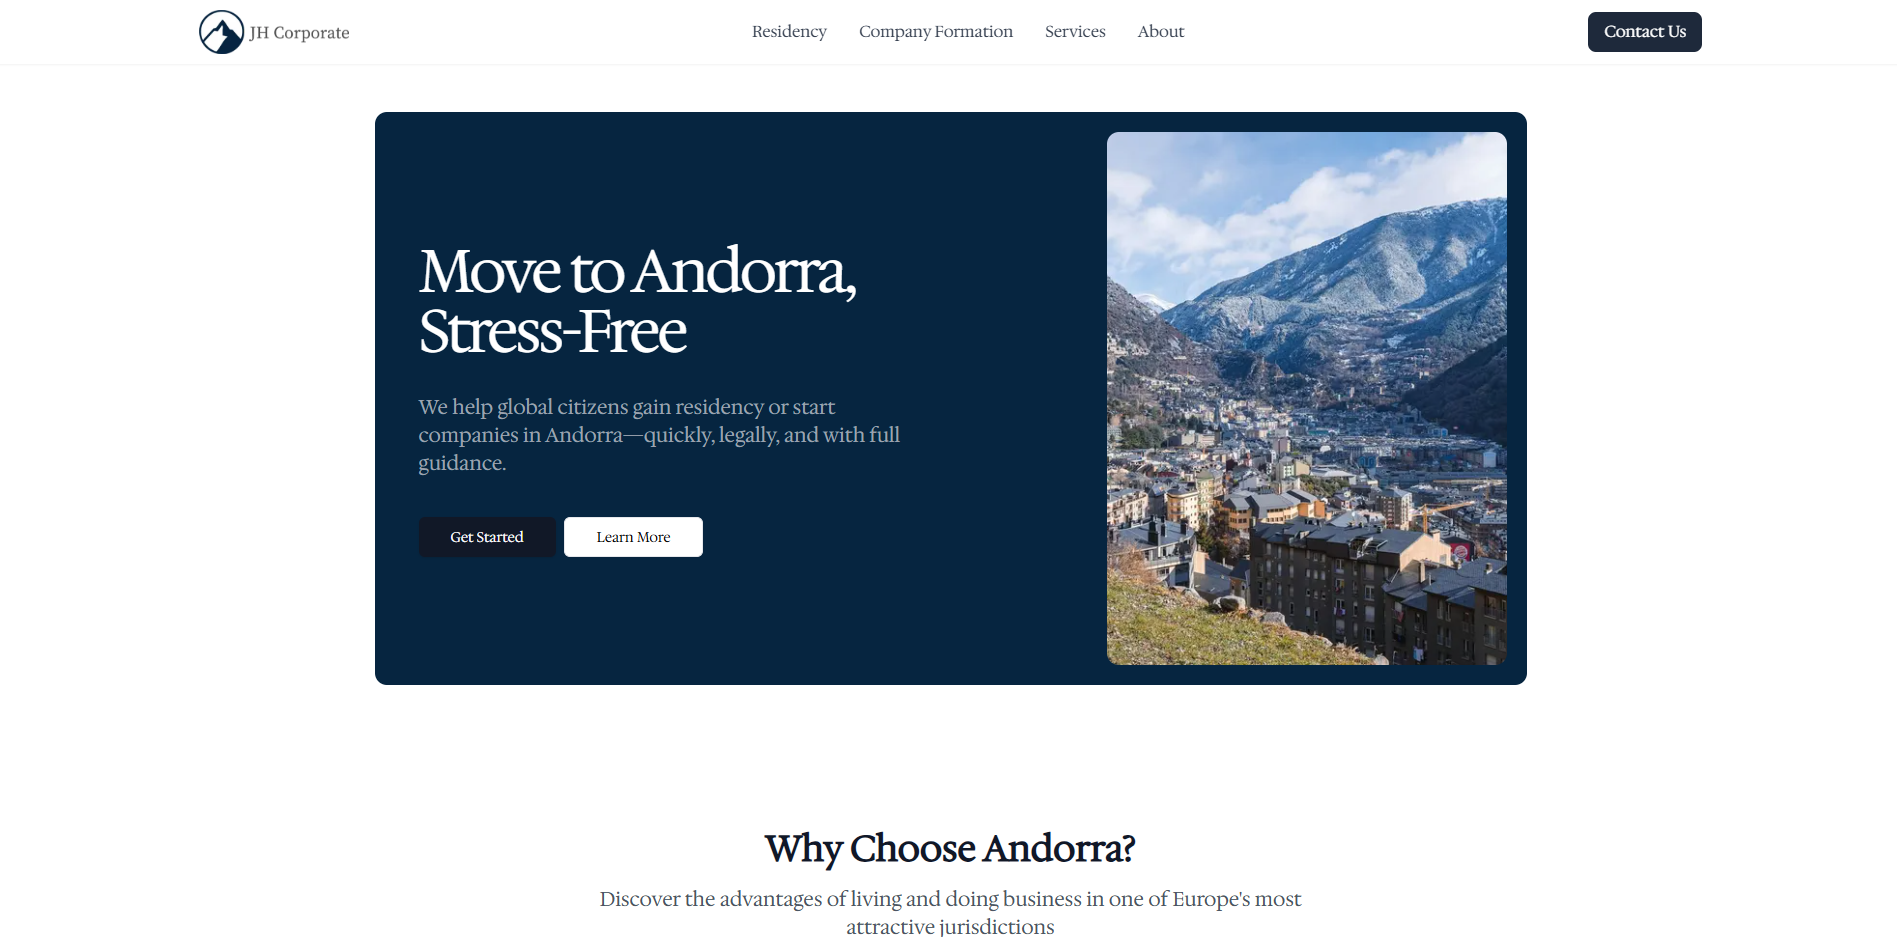 JH Corporate
Residency
Company Formation
Services
About
Contact Us
Move to Andorra,
Stress-Free
We help global citizens gain residency or start
companies in Andorra—quickly, legally, and with full
guidance.
Get Started
Learn More
Why Choose Andorra?
Discover the advantages of living and doing business in one of Europe's most
attractive jurisdictions